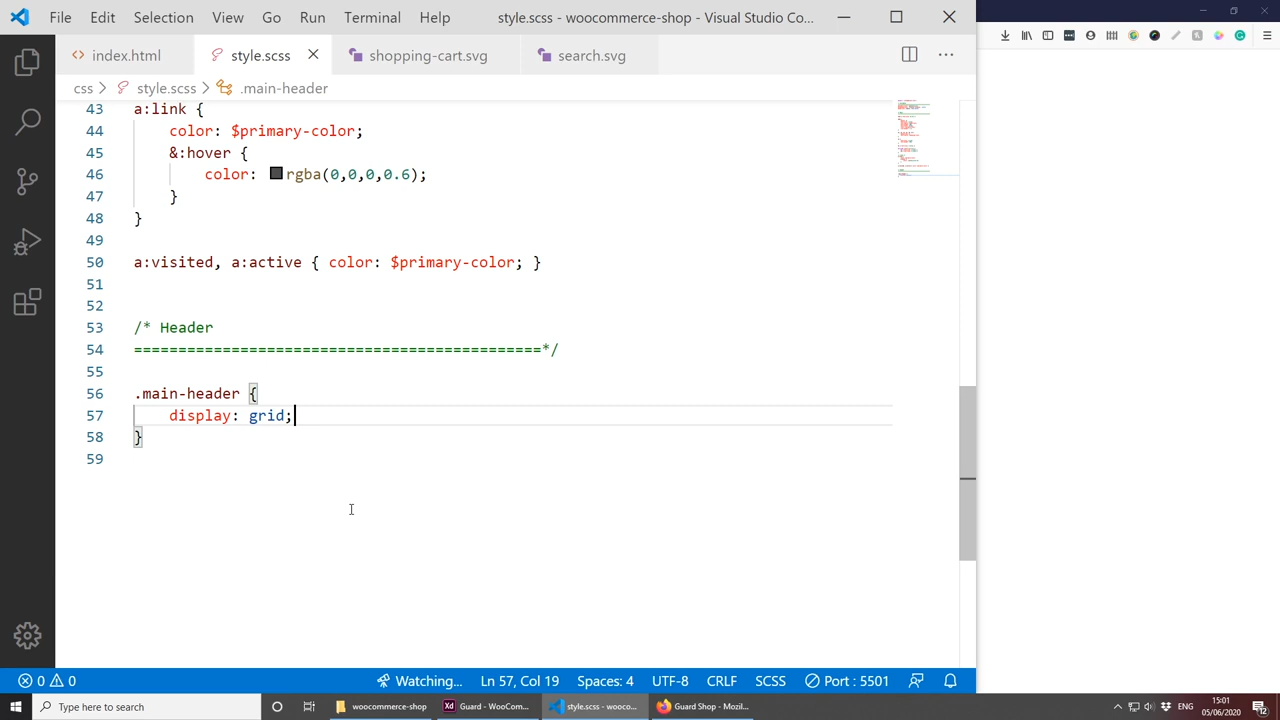 File Edit Selection View Go Run Terminal Help style.scss - woocommerce-shop - Visual Studio Co...
index.html style.scss shopping-cart.svg search.svg
css > style.scss > .main-header
43 a:link {
44 color: $primary-color;
45 &:hover {
46 color: rgba(0,0,0,0.6);
47 }
48 }
49
50 a:visited, a:active { color: $primary-color; }
51
52
53 /* Header
54 ==============================================*/
55
56 .main-header {
57 display: grid;
58 }
59
0 0 Watching... Ln 57, Col 19 Spaces: 4 UTF-8 CRLF SCSS Port : 5501
Type here to search woocommerce-shop Guard - WooCom... style.scss - wooco... Guard Shop - Mozil... ENG 15:01
05/06/2020 12